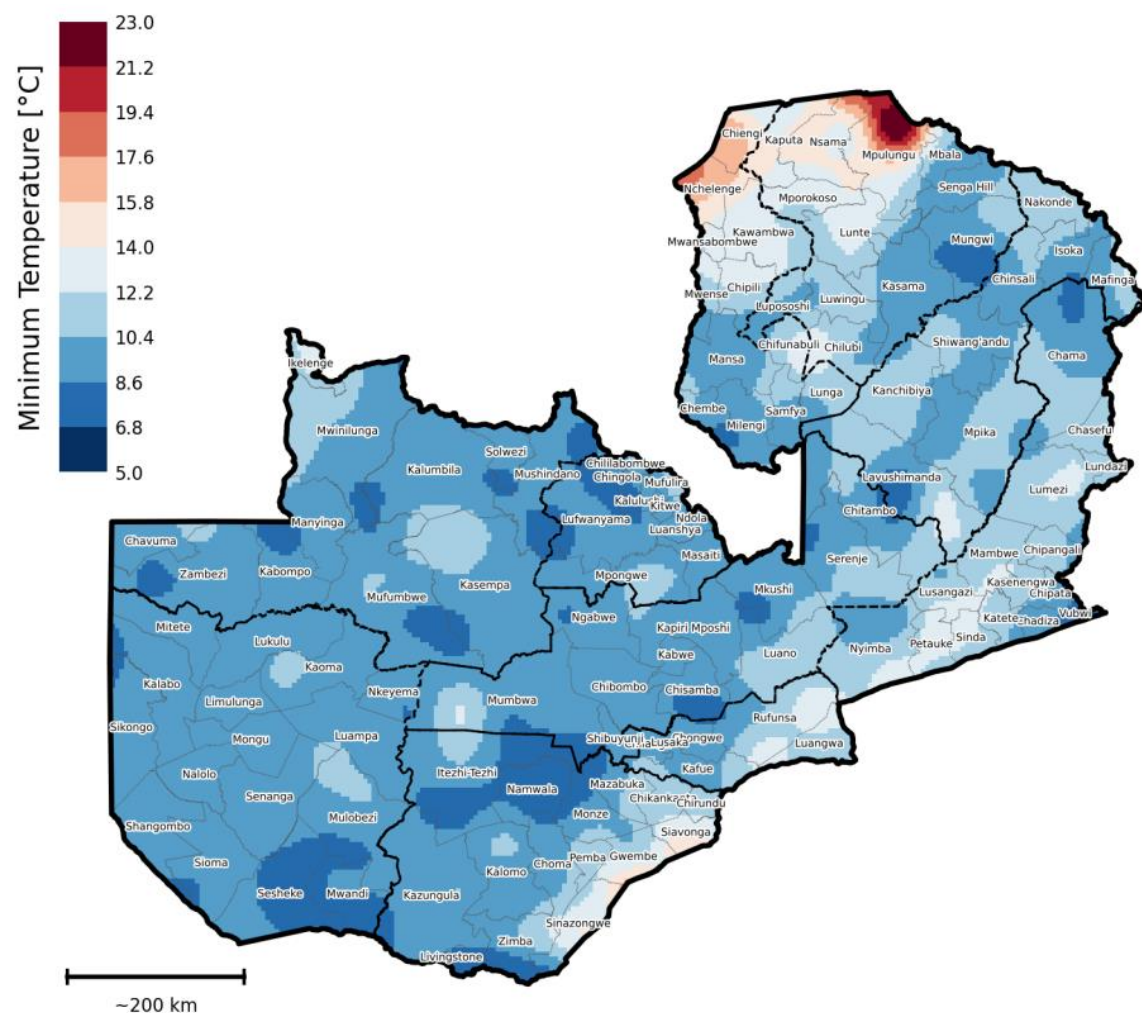 Minimum Temperature [°C]
23.0
21.2
19.4
17.6
15.8
14.0
12.2
10.4
8.6
6.8
5.0
Chiengi
Kaputa
Nsama
Mpulungu
Mbala
Nchelenge
Senga Hill
Mporokoso
Nakonde
Kawambwa
Lunte
Mwansabombwe
Mungwi
Isoka
Chinsali
Mafinga
Chipili
Kasama
Mwense
Luwingu
Lupososhi
Chifunabuli
Chilubi
Shiwang'andu
Mansa
Chama
Ikelenge
Lunga
Kanchibiya
Chembe
Samfya
Milengi
Mwinilunga
Mpika
Chasefu
Solwezi
Kalumbila
Mushindano
Chililabombwe
Chingola
Mufulira
Lundazi
Lavushimanda
Lumezi
Kalulushi
Kitwe
Chitambo
Manyinga
Lufwanyama
Ndola
Luanshya
Chavuma
Masaiti
Mambwe
Chipangali
Serenje
Zambezi
Kabompo
Kasempa
Mpongwe
Mkushi
Kasenengwa
Lusangazi
Chipata
Mufumbwe
Ngabwe
Vubwi
Katete
hadiza
Mitete
Kapiri Mposhi
Sinda
Lukulu
Petauke
Nyimba
Kabwe
Luano
Kaoma
Kalabo
Nkeyema
Chibombo
Chisamba
Limulunga
Mumbwa
Rufunsa
Sikongo
Mongu
Luampa
Shibuyunji
Lusaka
Chongwe
Luangwa
Nalolo
Itezhi-Tezhi
Kafue
Senanga
Namwala
Mazabuka
Chikankata
Chirundu
Mulobezi
Monze
Shangombo
Siavonga
Sioma
Choma
Pemba
Gwembe
Kalomo
Sesheke
Mwandi
Kazungula
Sinazongwe
Zimba
Livingstone
~200 km